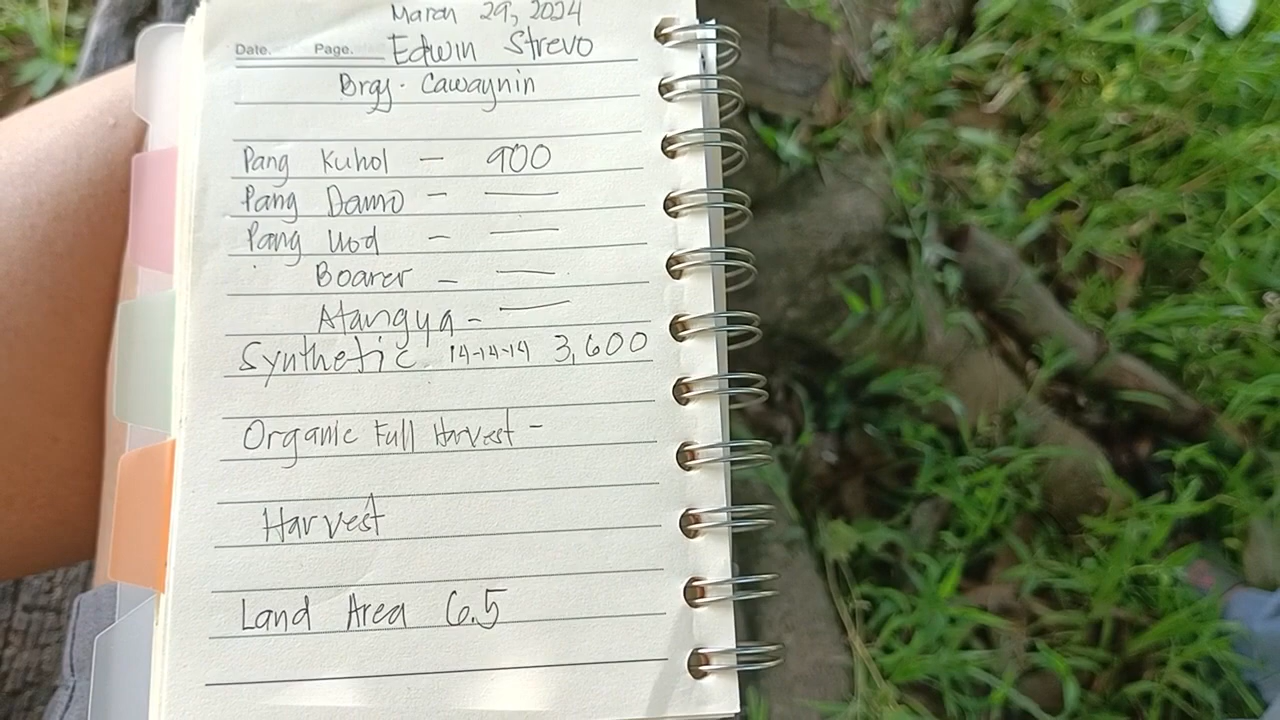 March 29, 2024
Date. Page. Edwin Strevo
Brgy. Cawaynin
Pang Kuhol - 900
Pang Damo - —
Pang Uod - —
Boarer - —
Atangya - —
Synthetic 14-14-14 3,600
Organic Full Harvest -
Harvest
Land Area 6.5